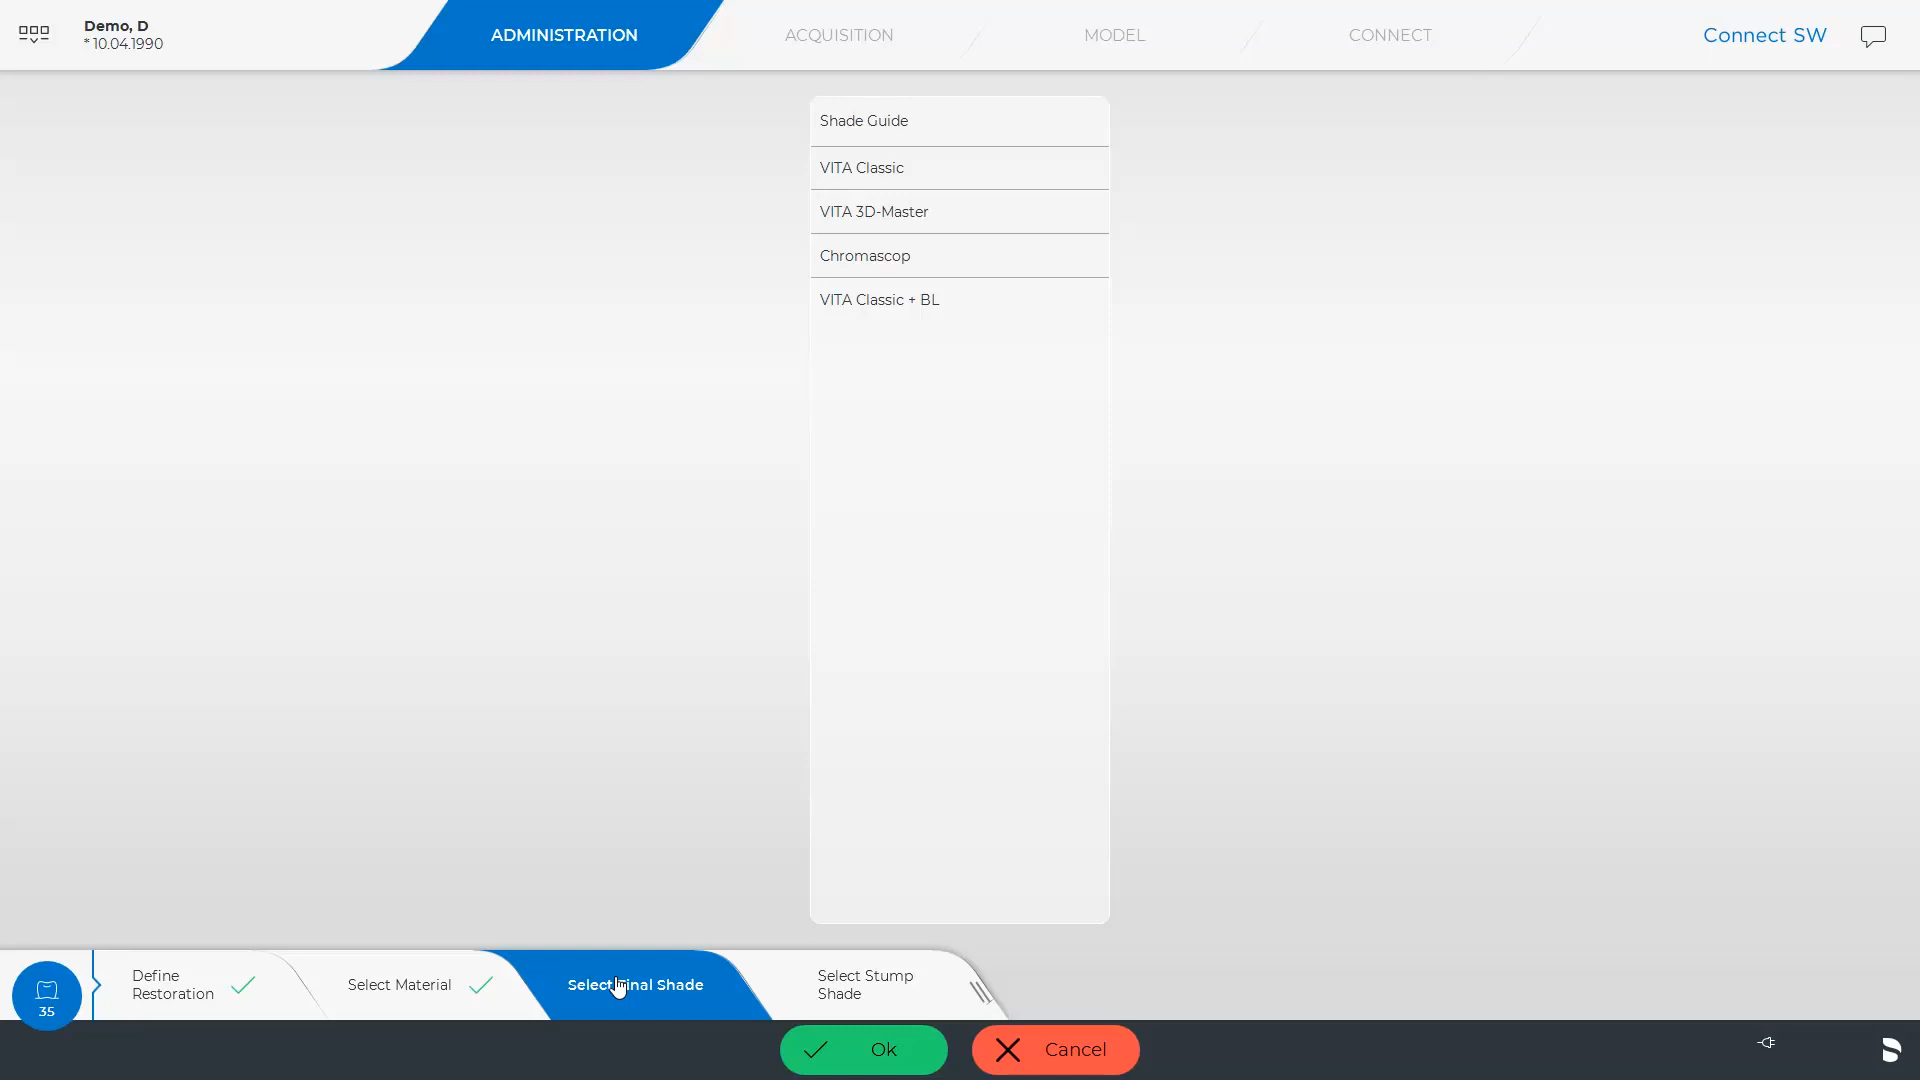 Demo, D
* 10.04.1990
ADMINISTRATION
ACQUISITION
MODEL
CONNECT
Connect SW
Shade Guide
VITA Classic
VITA 3D-Master
Chromascop
VITA Classic + BL
35
Define
Restoration
Select Material
Select Final Shade
Select Stump
Shade
Ok
Cancel